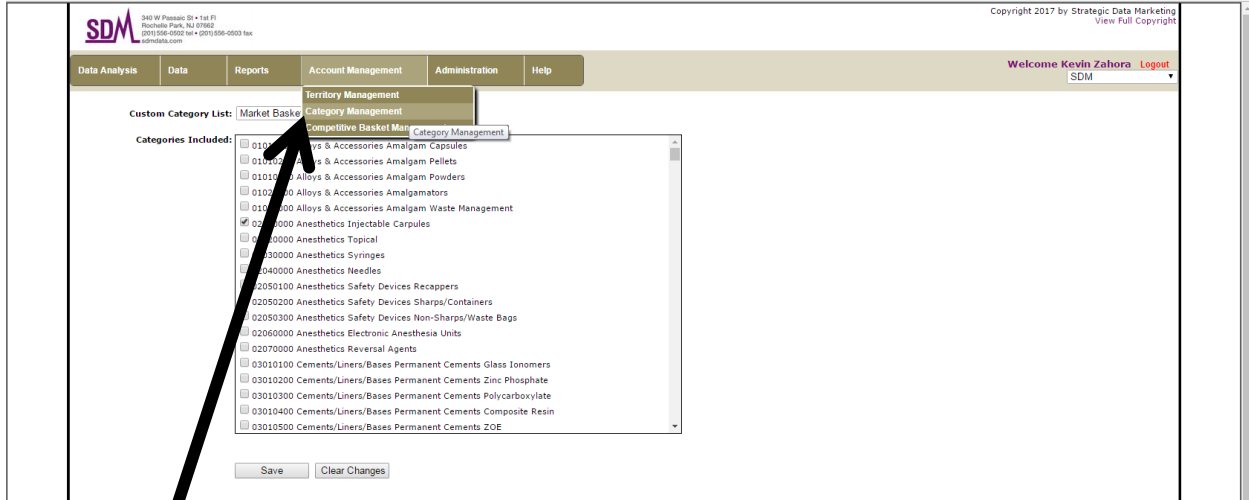 SDM
340 W Passaic St • 1st Fl
Rochelle Park, NJ 07662
(201) 556-0502 tel • (201) 556-0503 fax
sdmdata.com
Copyright 2017 by Strategic Data Marketing
View Full Copyright
Data Analysis Data Reports Account Management Administration Help
Welcome Kevin Zahora Logout
SDM
Territory Management
Category Management
Competitive Basket
Category Management
Custom Category List: Market
Categories Included:
Alloys & Accessories Amalgam Capsules
Alloys & Accessories Amalgam Pellets
Alloys & Accessories Amalgam Powders
Alloys & Accessories Amalgamators
Alloys & Accessories Amalgam Waste Management
Anesthetics Injectable Carpules
Anesthetics Topical
Anesthetics Syringes
02040000 Anesthetics Needles
02050100 Anesthetics Safety Devices Recappers
02050200 Anesthetics Safety Devices Sharps/Containers
02050300 Anesthetics Safety Devices Non-Sharps/Waste Bags
02060000 Anesthetics Electronic Anesthesia Units
02070000 Anesthetics Reversal Agents
03010100 Cements/Liners/Bases Permanent Cements Glass Ionomers
03010200 Cements/Liners/Bases Permanent Cements Zinc Phosphate
03010300 Cements/Liners/Bases Permanent Cements Polycarboxylate
03010400 Cements/Liners/Bases Permanent Cements Composite Resin
03010500 Cements/Liners/Bases Permanent Cements ZOE
Save Clear Changes